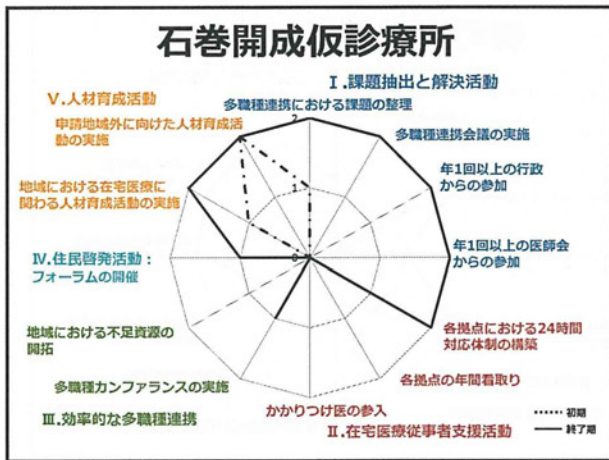 石巻開成仮診療所
Ⅰ.課題抽出と解決活動
多職種連携における課題の整理
多職種連携会議の実施
年1回以上の行政
からの参加
年1回以上の医師会
からの参加
各拠点における24時間
対応体制の構築
各拠点の年間看取り
かかりつけ医の参入
Ⅱ.在宅医療従事者支援活動
Ⅲ.効率的な多職種連携
多職種カンファランスの実施
地域における不足資源の
開拓
Ⅳ.住民啓発活動：
フォーラムの開催
地域における在宅医療に
関わる人材育成活動の実施
申請地域外に向けた人材育成活
動の実施
Ⅴ.人材育成活動
2
1
0
初期
終了期